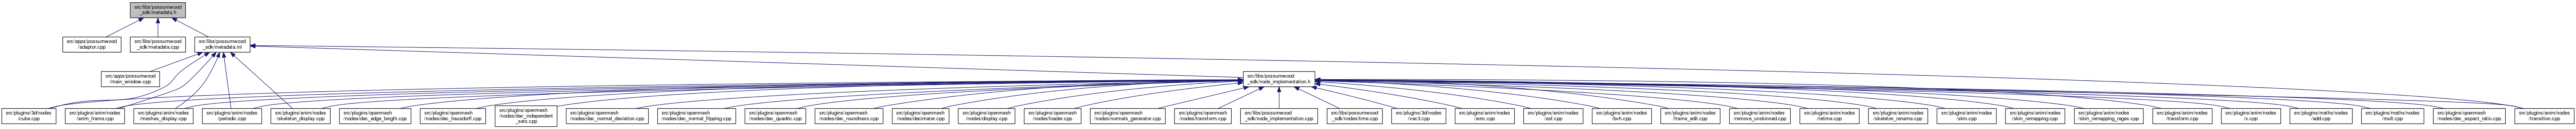 src/libs/possumwood
_sdk/metadata.h
src/apps/possumwood
/adaptor.cpp
src/libs/possumwood
_sdk/metadata.cpp
src/libs/possumwood
_sdk/metadata.inl
src/apps/possumwood
/main_window.cpp
src/libs/possumwood
_sdk/node_implementation.h
src/plugins/3d/nodes
/cube.cpp
src/plugins/anim/nodes
/anim_frame.cpp
src/plugins/anim/nodes
/meshes_display.cpp
src/plugins/anim/nodes
/periodic.cpp
src/plugins/anim/nodes
/skeleton_display.cpp
src/plugins/openmesh
/nodes/dec_edge_length.cpp
src/plugins/openmesh
/nodes/dec_hausdorff.cpp
src/plugins/openmesh
/nodes/dec_independent
_sets.cpp
src/plugins/openmesh
/nodes/dec_normal_deviation.cpp
src/plugins/openmesh
/nodes/dec_normal_flipping.cpp
src/plugins/openmesh
/nodes/dec_quadric.cpp
src/plugins/openmesh
/nodes/dec_roundness.cpp
src/plugins/openmesh
/nodes/decimater.cpp
src/plugins/openmesh
/nodes/display.cpp
src/plugins/openmesh
/nodes/loader.cpp
src/plugins/openmesh
/nodes/normals_generator.cpp
src/plugins/openmesh
/nodes/transform.cpp
src/libs/possumwood
_sdk/node_implementation.cpp
src/libs/possumwood
_sdk/nodes/time.cpp
src/plugins/3d/nodes
/vec3.cpp
src/plugins/anim/nodes
/amc.cpp
src/plugins/anim/nodes
/asf.cpp
src/plugins/anim/nodes
/bvh.cpp
src/plugins/anim/nodes
/frame_edit.cpp
src/plugins/anim/nodes
/remove_unskinned.cpp
src/plugins/anim/nodes
/retime.cpp
src/plugins/anim/nodes
/skeleton_rename.cpp
src/plugins/anim/nodes
/skin.cpp
src/plugins/anim/nodes
/skin_remapping.cpp
src/plugins/anim/nodes
/skin_remapping_regex.cpp
src/plugins/anim/nodes
/transform.cpp
src/plugins/anim/nodes
/x.cpp
src/plugins/maths/nodes
/add.cpp
src/plugins/maths/nodes
/mult.cpp
src/plugins/openmesh
/nodes/dec_aspect_ratio.cpp
src/plugins/anim/nodes
/transition.cpp